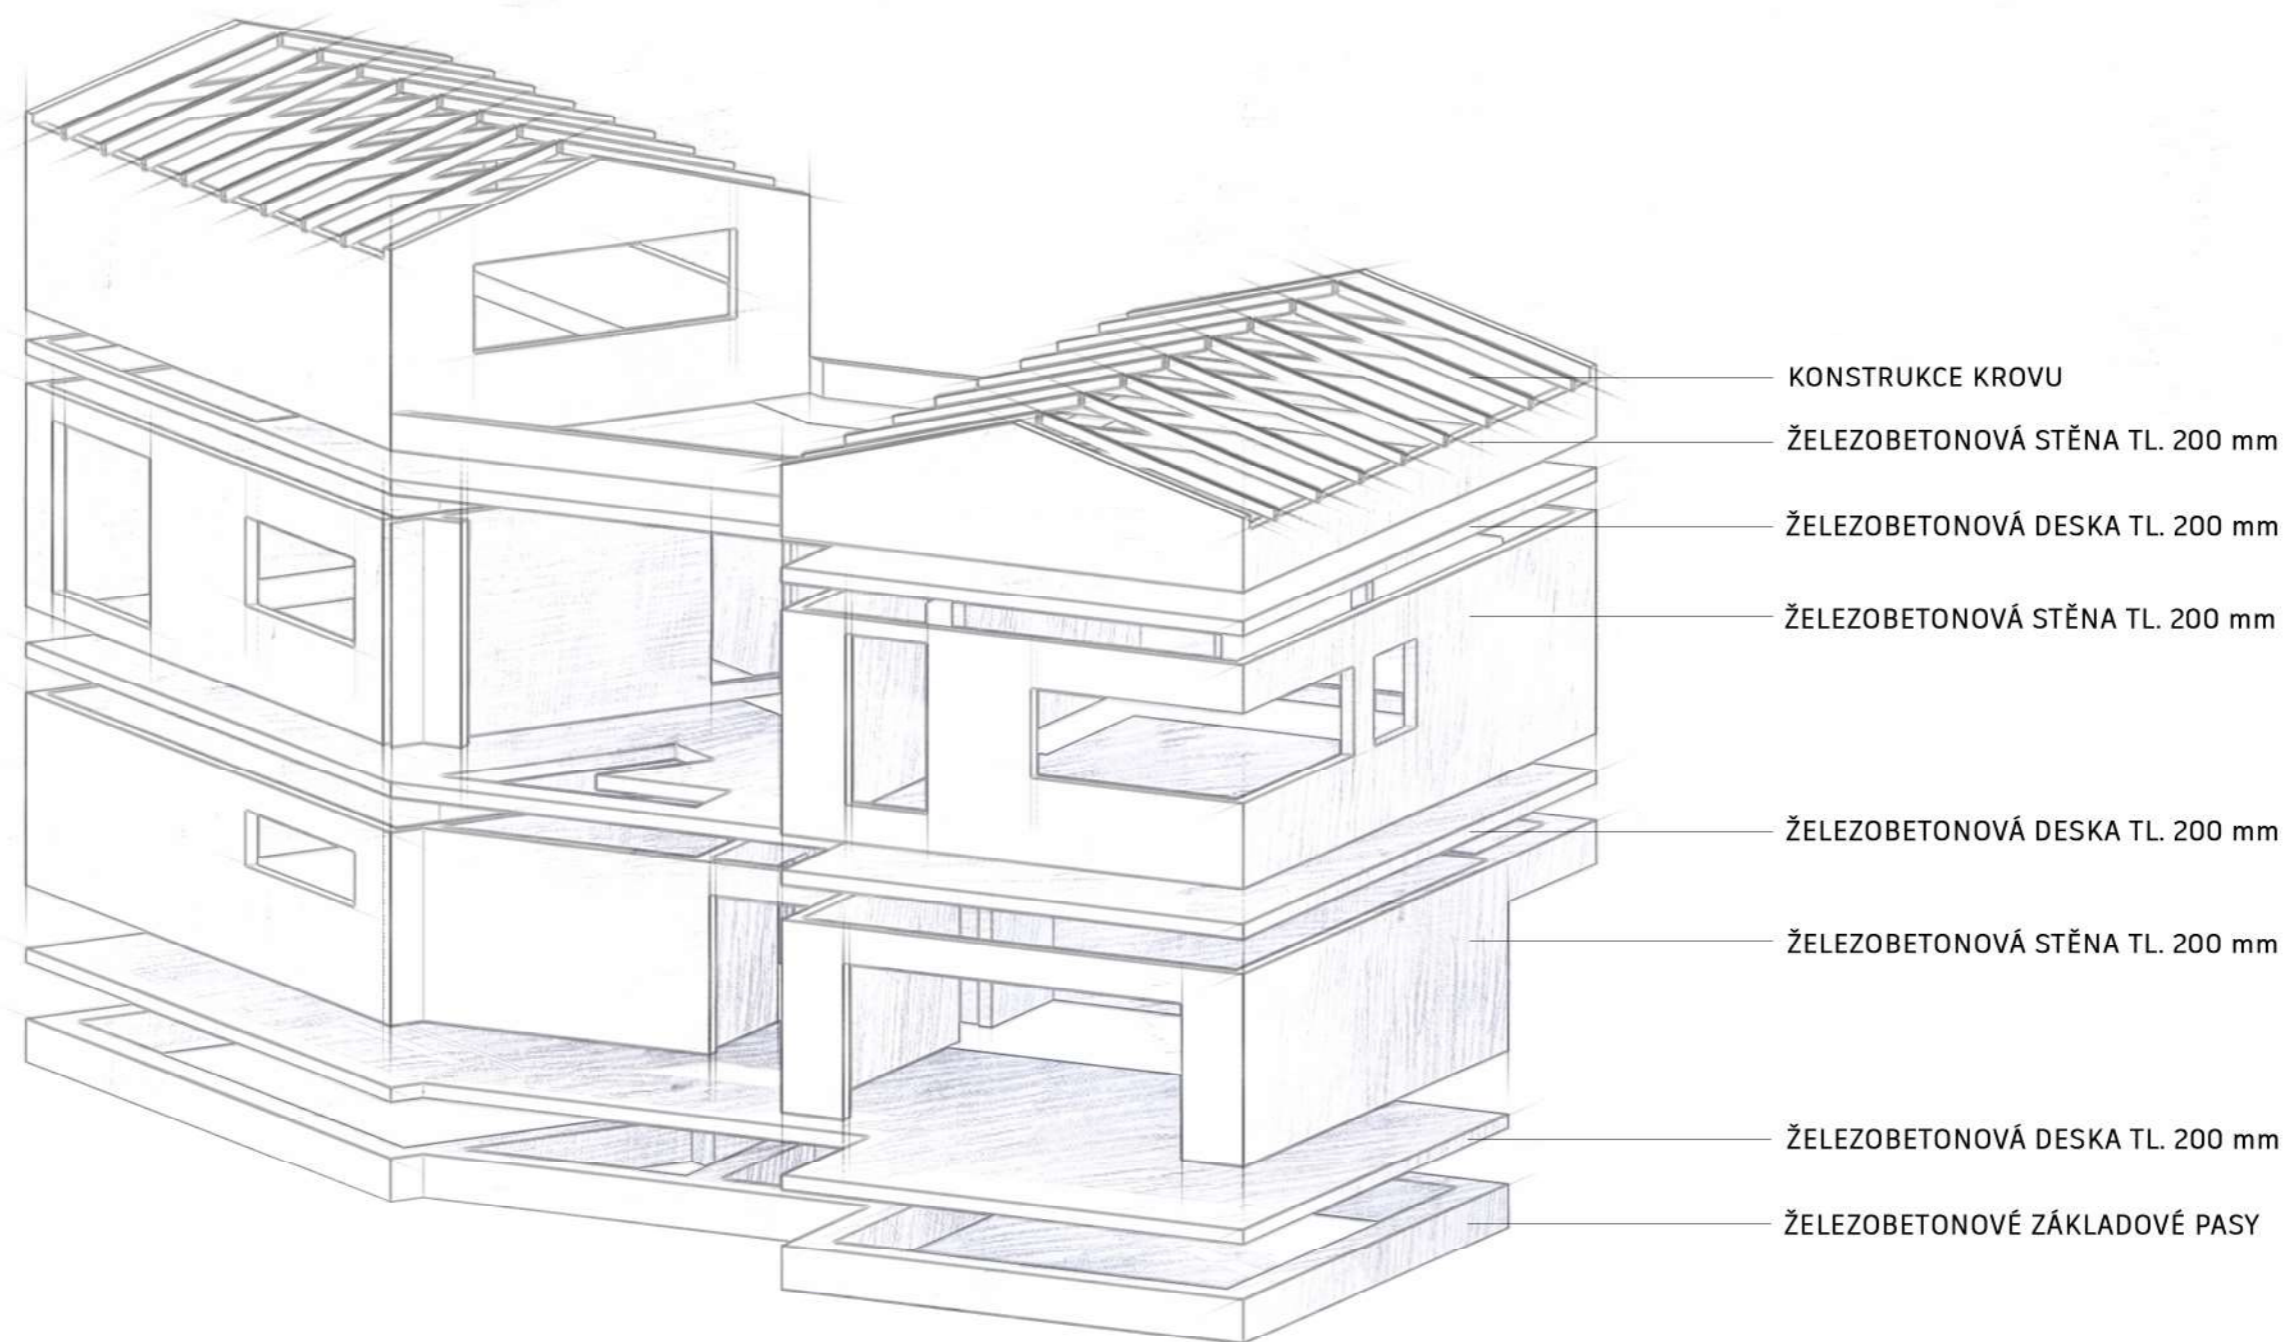 KONSTRUKCE KROVU
ŽELEZOBETONOVÁ STĚNA TL. 200 mm
ŽELEZOBETONOVÁ DESKA TL. 200 mm
ŽELEZOBETONOVÁ STĚNA TL. 200 mm
ŽELEZOBETONOVÁ DESKA TL. 200 mm
ŽELEZOBETONOVÁ STĚNA TL. 200 mm
ŽELEZOBETONOVÁ DESKA TL. 200 mm
ŽELEZOBETONOVÉ ZÁKLADOVÉ PASY